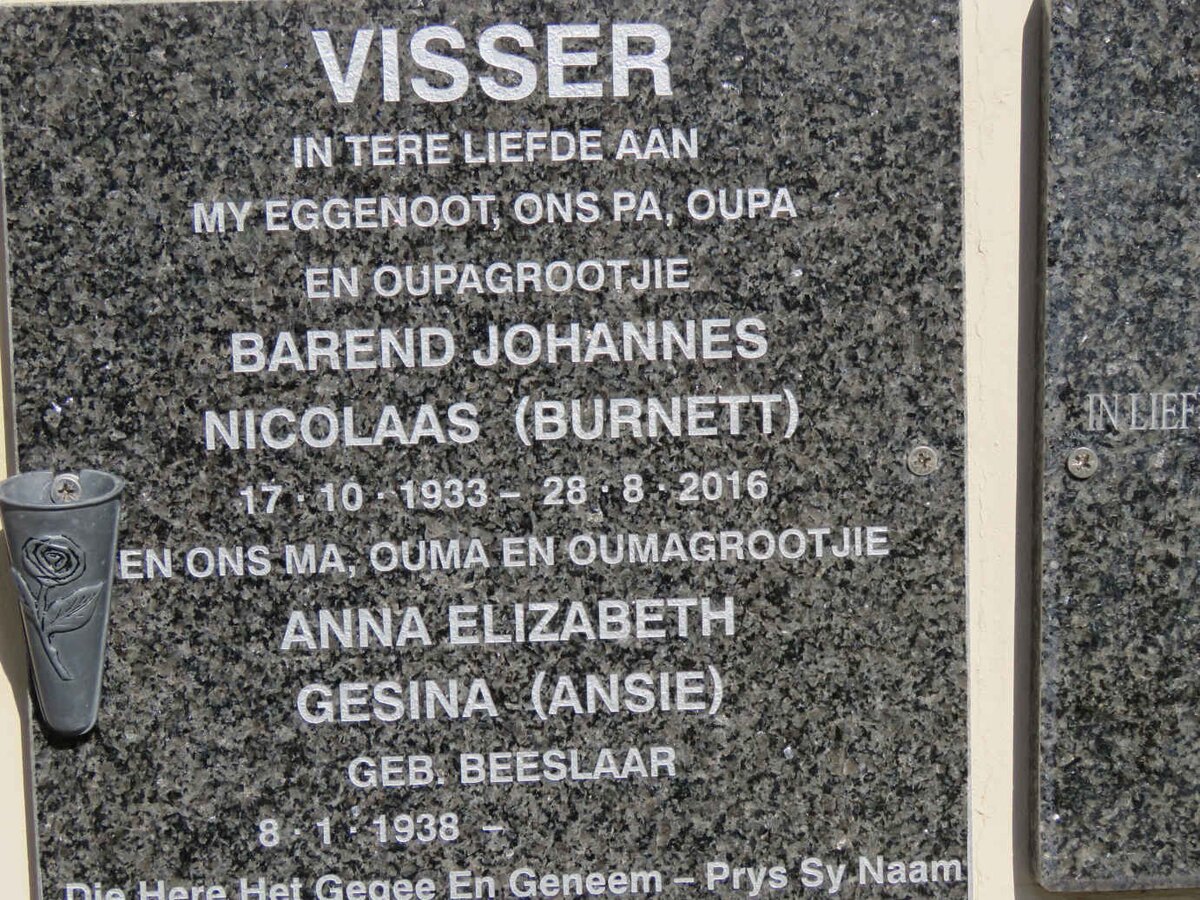 VISSER
IN TERE LIEFDE AAN
MY EGGENOOT, ONS PA, OUPA
EN OUPAGROOTJIE
BAREND JOHANNES
NICOLAAS (BURNETT)
17 · 10 · 1933 – 28 · 8 · 2016
EN ONS MA, OUMA EN OUMAGROOTJIE
ANNA ELIZABETH
GESINA (ANSIE)
GEB. BEESLAAR
8 · 1 · 1938 –
Die Here Het Gegee En Geneem – Prys Sy Naam
IN LIEF